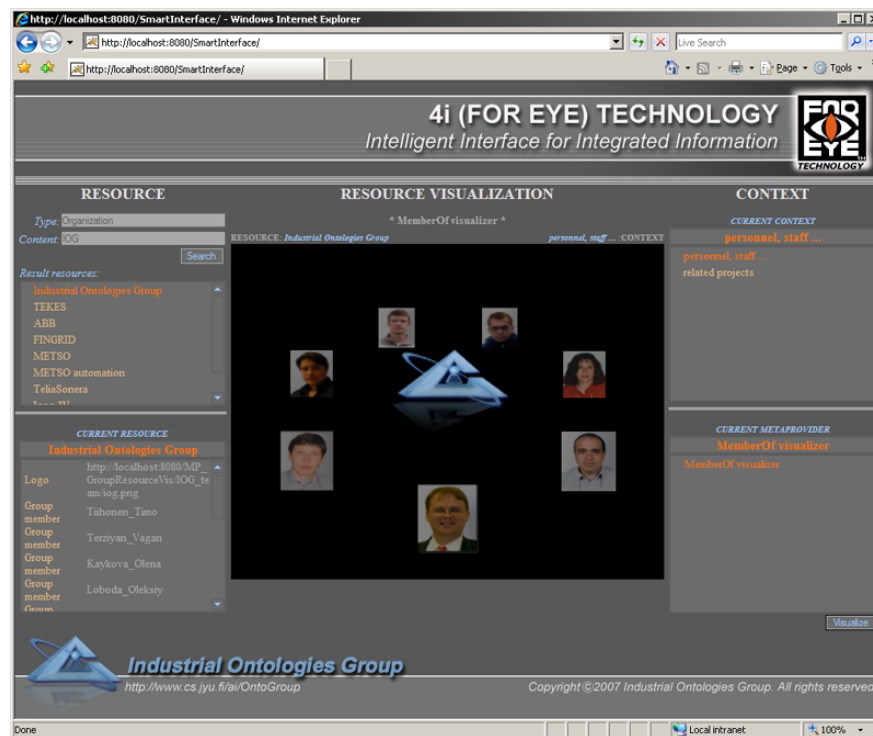 http://localhost:8080/SmartInterface/ - Windows Internet Explorer
http://localhost:8080/SmartInterface/
Live Search
http://localhost:8080/SmartInterface/
Page
Tools
4i (FOR EYE) TECHNOLOGY
Intelligent Interface for Integrated Information
FOR
EYE
TM
TECHNOLOGY
RESOURCE
Type: Organization
Content: IOG
Search
Result resources:
Industrial Ontologies Group
TEKES
ABB
FINGRID
METSO
METSO automation
TeliaSonera
CURRENT RESOURCE
Industrial Ontologies Group
Logo
http://localhost:8080/MP_
GroupResourceVis/IOG_te
am/iog.png
Group
member
Tiihonen_Timo
Group
member
Terziyan_Vagan
Group
member
Kaykova_Olena
Group
member
Loboda_Oleksiy
Group
RESOURCE VISUALIZATION
* MemberOf visualizer *
RESOURCE: Industrial Ontologies Group
personnel, staff ... :CONTEXT
CONTEXT
CURRENT CONTEXT
personnel, staff ...
personnel, staff ...
related projects
CURRENT METAPROVIDER
MemberOf visualizer
MemberOf visualizer
Visualize
Industrial Ontologies Group
http://www.cs.jyu.fi/ai/OntoGroup
Copyright©2007 Industrial Ontologies Group. All rights reserved
Done
Local intranet
100%